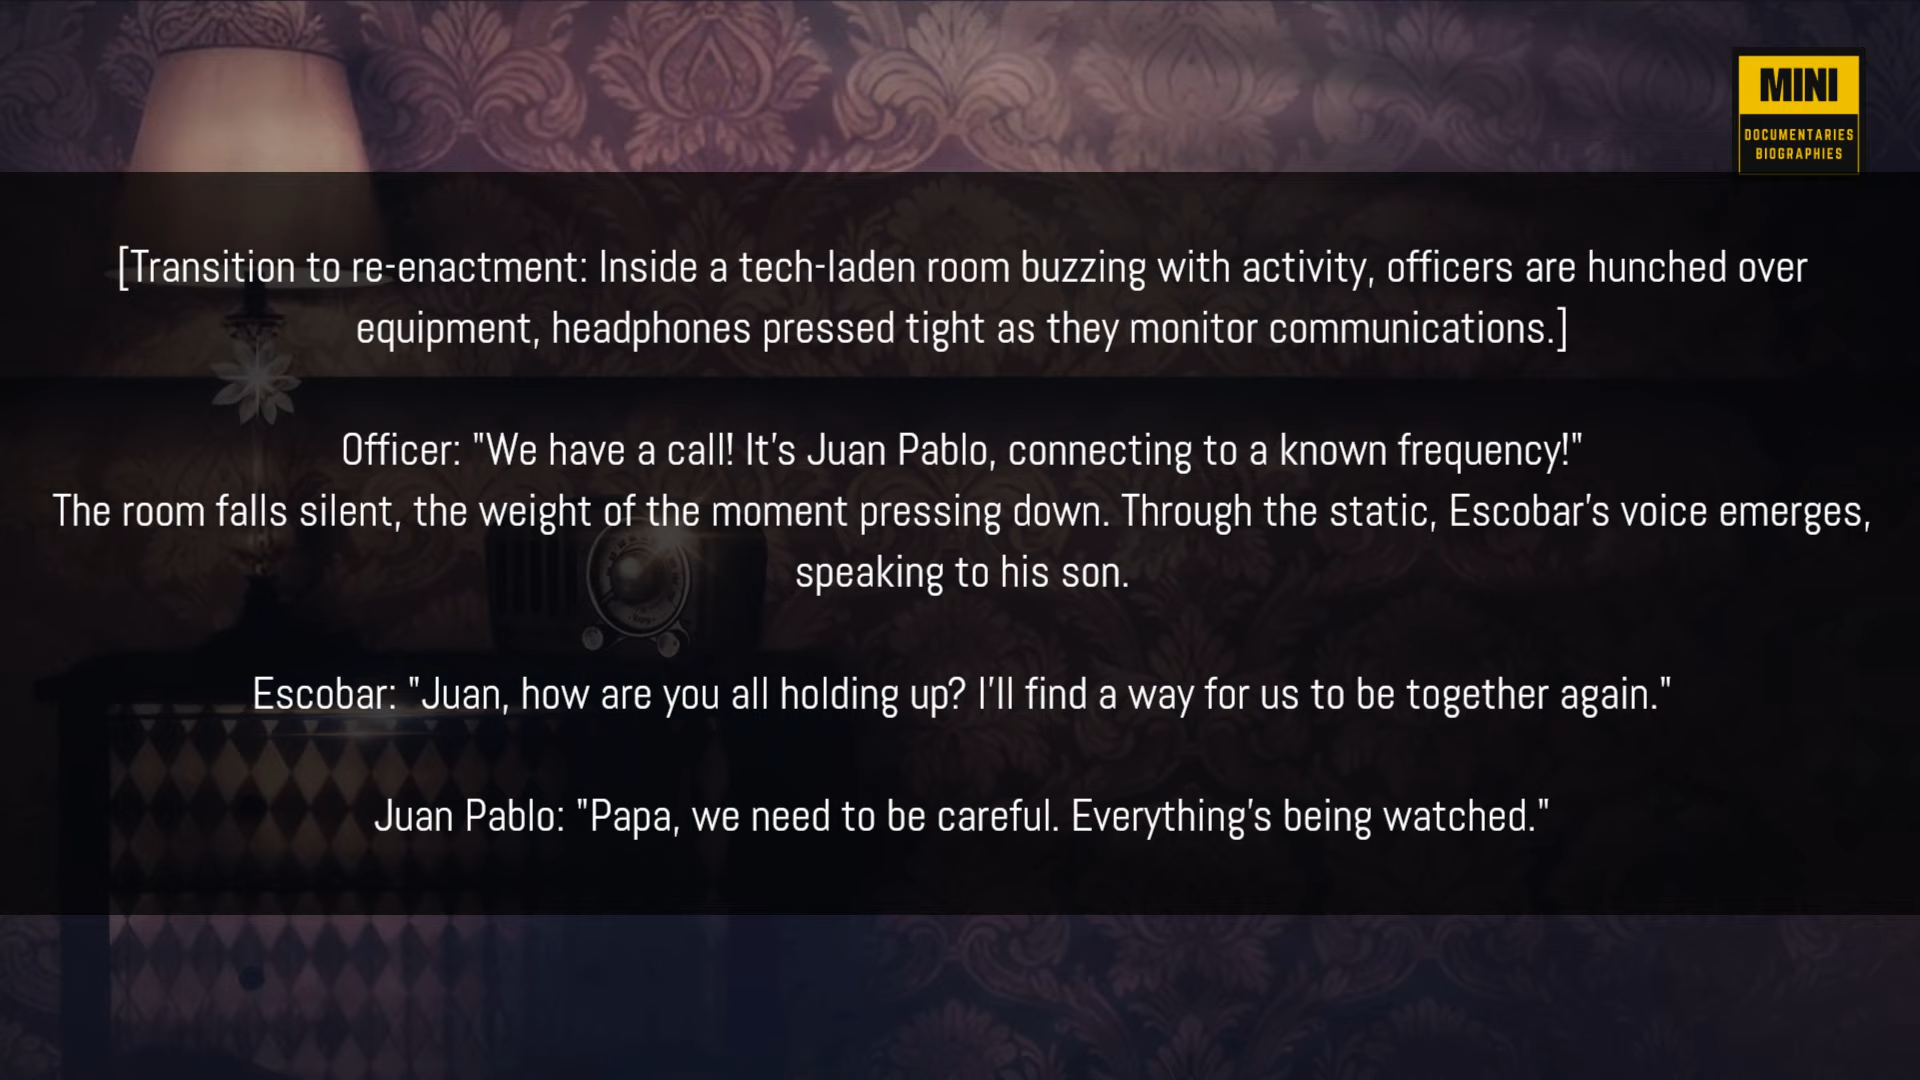 MINI
DOCUMENTARIES
BIOGRAPHIES
[Transition to re-enactment: Inside a tech-laden room buzzing with activity, officers are hunched over
equipment, headphones pressed tight as they monitor communications.]
Officer: "We have a call! It's Juan Pablo, connecting to a known frequency!"
The room falls silent, the weight of the moment pressing down. Through the static, Escobar's voice emerges,
speaking to his son.
Escobar: "Juan, how are you all holding up? I'll find a way for us to be together again."
Juan Pablo: "Papa, we need to be careful. Everything's being watched."